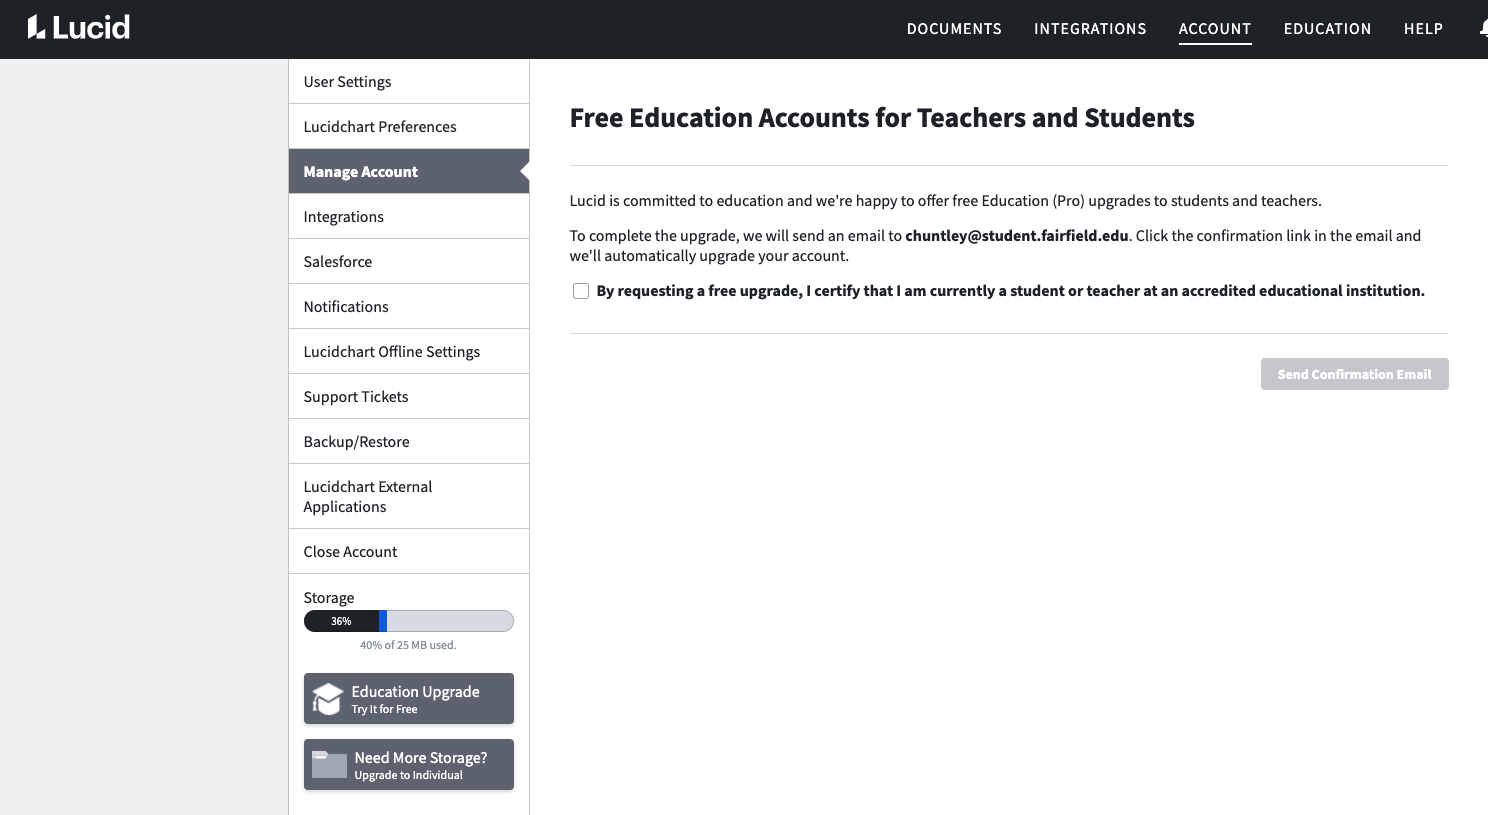 Lucid
DOCUMENTS
INTEGRATIONS
ACCOUNT
EDUCATION
HELP
User Settings
Lucidchart Preferences
Manage Account
Integrations
Salesforce
Notifications
Lucidchart Offline Settings
Support Tickets
Backup/Restore
Lucidchart External
Applications
Close Account
Storage
36%
40% of 25 MB used.
Education Upgrade
Try It for Free
Need More Storage?
Upgrade to Individual
Free Education Accounts for Teachers and Students
Lucid is committed to education and we're happy to offer free Education (Pro) upgrades to students and teachers.
To complete the upgrade, we will send an email to chuntley@student.fairfield.edu. Click the confirmation link in the email and
we'll automatically upgrade your account.
By requesting a free upgrade, I certify that I am currently a student or teacher at an accredited educational institution.
Send Confirmation Email